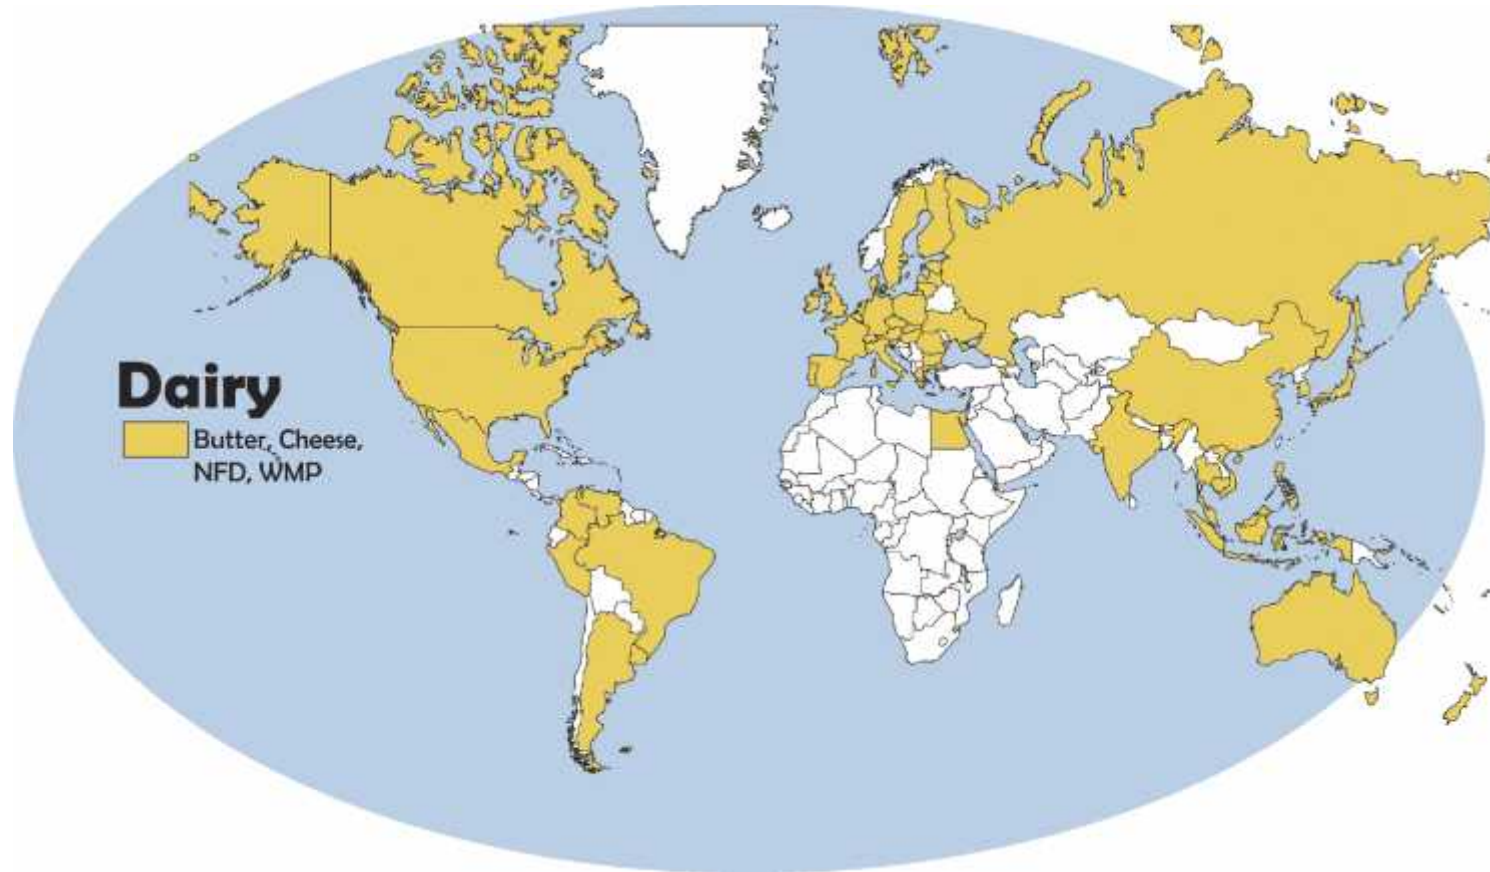 Dairy
Butter, Cheese,
NFD, WMP